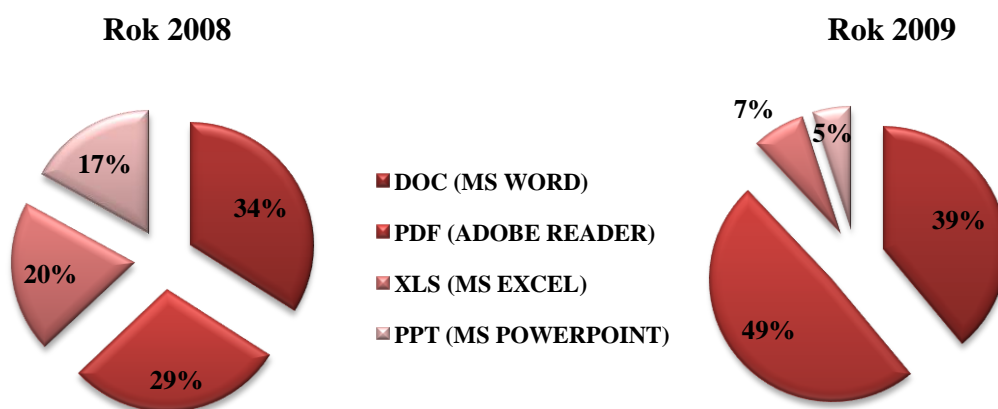 Rok 2008
Rok 2009
17%
34%
20%
29%
DOC (MS WORD)
PDF (ADOBE READER)
XLS (MS EXCEL)
PPT (MS POWERPOINT)
7%
5%
39%
49%